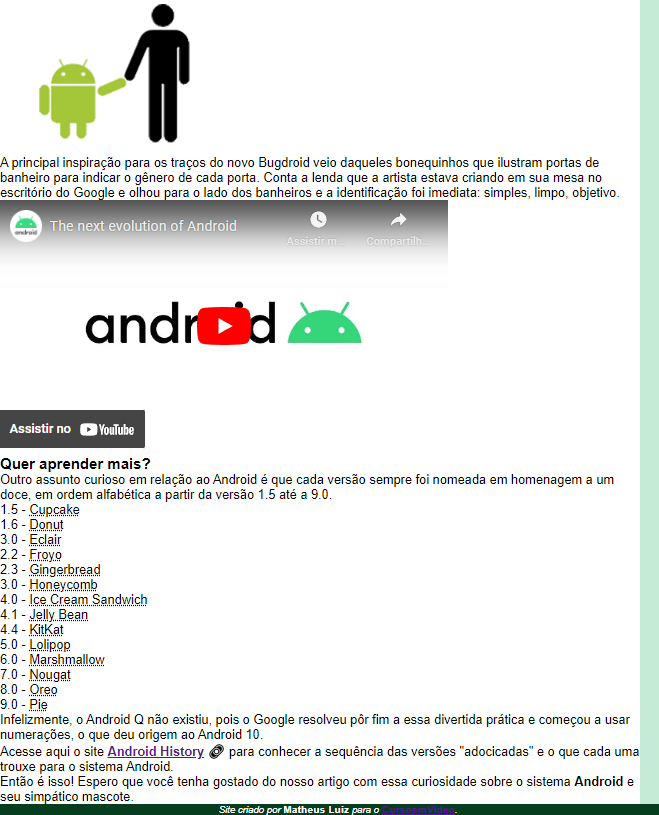 A principal inspiração para os traços do novo Bugdroid veio daqueles bonequinhos que ilustram portas de
banheiro para indicar o gênero de cada porta. Conta a lenda que a artista estava criando em sua mesa no
escritório do Google e olhou para o lado dos banheiros e a identificação foi imediata: simples, limpo, objetivo.
android
The next evolution of Android
Assistir m...
Compartilh...
android
Assistir no YouTube
Quer aprender mais?
Outro assunto curioso em relação ao Android é que cada versão sempre foi nomeada em homenagem a um
doce, em ordem alfabética a partir da versão 1.5 até a 9.0.
1.5 - Cupcake
1.6 - Donut
3.0 - Eclair
2.2 - Froyo
2.3 - Gingerbread
3.0 - Honeycomb
4.0 - Ice Cream Sandwich
4.1 - Jelly Bean
4.4 - KitKat
5.0 - Lolipop
6.0 - Marshmallow
7.0 - Nougat
8.0 - Oreo
9.0 - Pie
Infelizmente, o Android Q não existiu, pois o Google resolveu pôr fim a essa divertida prática e começou a usar
numerações, o que deu origem ao Android 10.
Acesse aqui o site Android History para conhecer a sequência das versões "adocicadas" e o que cada uma
trouxe para o sistema Android.
Então é isso! Espero que você tenha gostado do nosso artigo com essa curiosidade sobre o sistema Android e
seu simpático mascote.
Site criado por Matheus Luiz para o CursoemVideo.